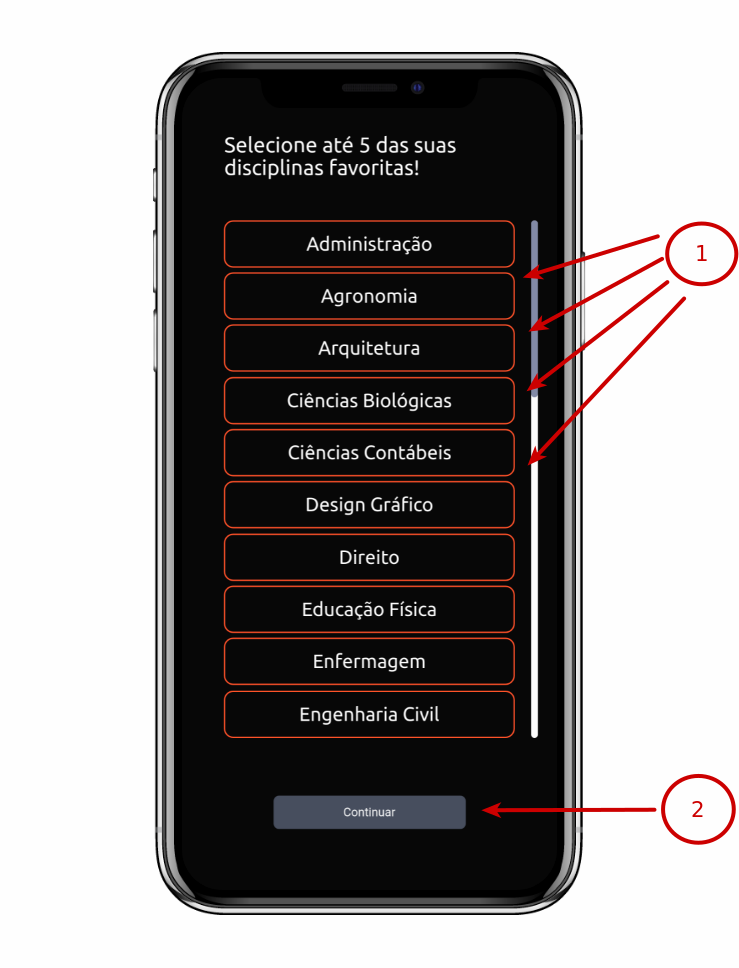 Selecione até 5 das suas
disciplinas favoritas!
Administração
Agronomia
Arquitetura
Ciências Biológicas
Ciências Contábeis
Design Gráfico
Direito
Educação Física
Enfermagem
Engenharia Civil
Continuar
1
2